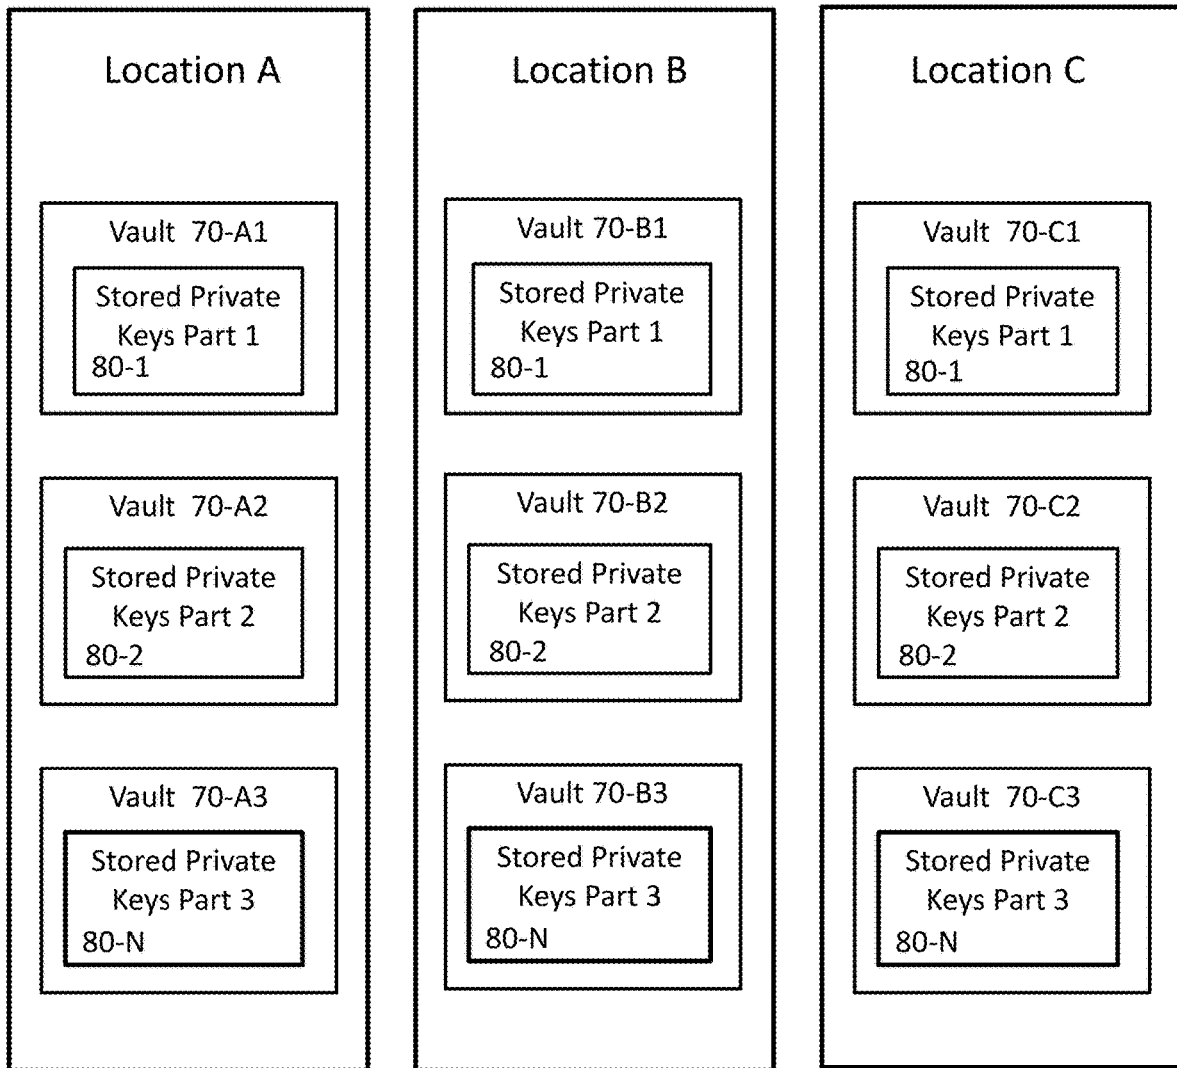 Location A
Vault 70-A1
Stored Private
Keys Part 1
80-1
Vault 70-A2
Stored Private
Keys Part 2
80-2
Vault 70-A3
Stored Private
Keys Part 3
80-N
Location B
Vault 70-B1
Stored Private
Keys Part 1
80-1
Vault 70-B2
Stored Private
Keys Part 2
80-2
Vault 70-B3
Stored Private
Keys Part 3
80-N
Location C
Vault 70-C1
Stored Private
Keys Part 1
80-1
Vault 70-C2
Stored Private
Keys Part 2
80-2
Vault 70-C3
Stored Private
Keys Part 3
80-N